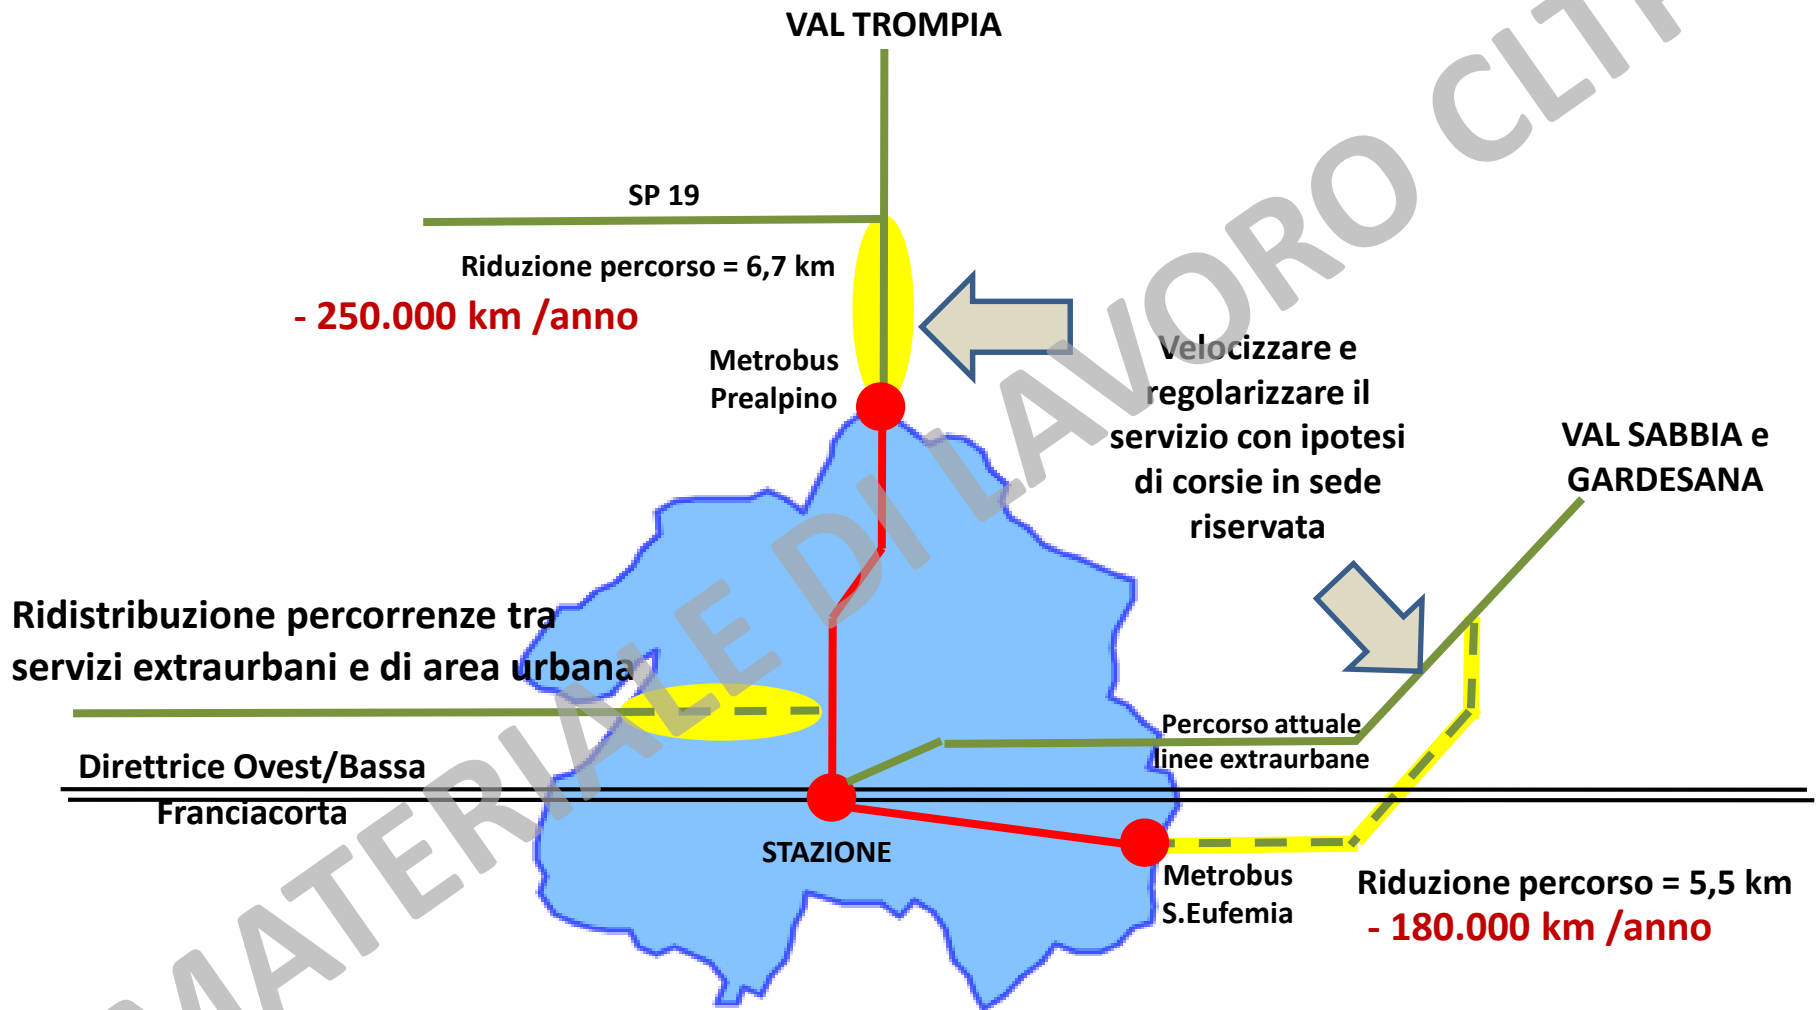 VAL TROMPIA
SP 19
Riduzione percorso = 6,7 km
- 250.000 km /anno
Metrobus
Prealpino
Velocizzare e
regolarizzare il
servizio con ipotesi
di corsie in sede
riservata
VAL SABBIA e
GARDESANA
Ridistribuzione percorrenze tra
servizi extraurbani e di area urbana
Percorso attuale
linee extraurbane
Direttrice Ovest/Bassa
Franciacorta
STAZIONE
Metrobus
S.Eufemia
Riduzione percorso = 5,5 km
- 180.000 km /anno
MATERIALE DI LAVORO